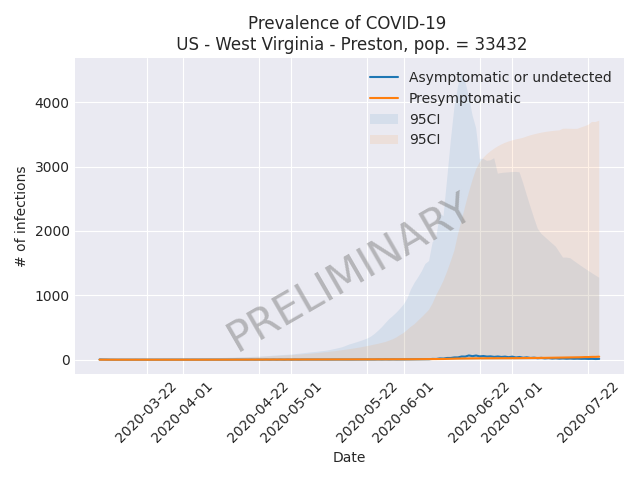 Prevalence of COVID-19
US - West Virginia - Preston, pop. = 33432
Asymptomatic or undetected
Presymptomatic
95CI
95CI
# of infections
4000
3000
2000
1000
0
PRELIMINARY
2020-03-22
2020-04-01
2020-04-22
2020-05-01
2020-05-22
2020-06-01
2020-06-22
2020-07-01
2020-07-22
Date